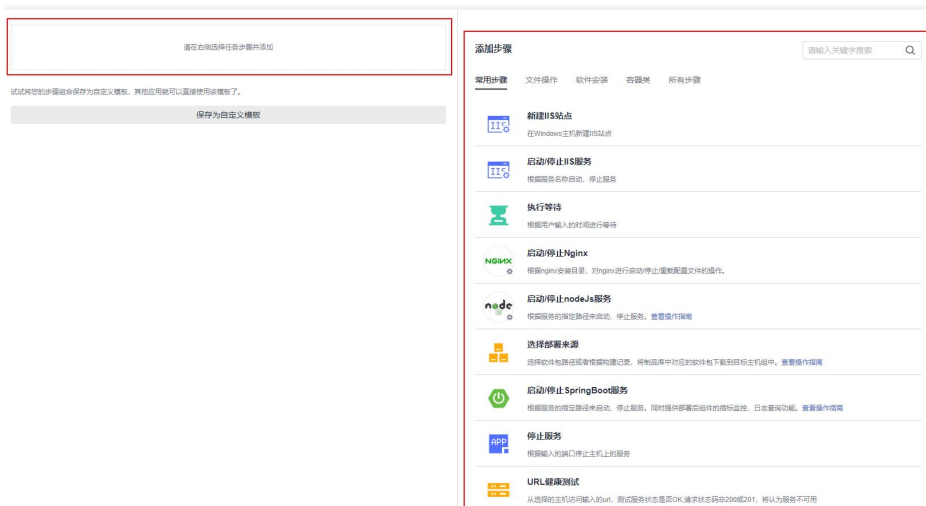 请在右侧选择任务步骤并添加
试试将您的步骤组合保存为自定义模板，其他应用就可以直接使用该模板了。
保存为自定义模板
添加步骤
请输入关键字搜索
常用步骤 文件操作 软件安装 容器类 所有步骤
IIS
新建IIS站点
在Windows主机新建IIS站点
IIS
启动/停止IIS服务
根据服务名称启动、停止服务
执行等待
根据用户输入的时间进行等待
NGINX
启动/停止Nginx
根据nginx安装目录，对nginx进行启动/停止/重载配置文件的操作。
node
启动/停止nodeJs服务
根据服务的指定路径来启动、停止服务。查看操作指南
选择部署来源
选择软件包路径或者根据构建记录，将制品库中对应的软件包下载到目标主机组中。查看操作指南
启动/停止SpringBoot服务
根据服务的指定路径来启动、停止服务。同时提供部署后组件的指标监控、日志查询功能。查看操作指南
APP
停止服务
根据输入的端口停止主机上的服务
URL健康测试
从选择的主机访问输入的url，测试服务状态是否OK,请求状态码非200或201，将认为服务不可用